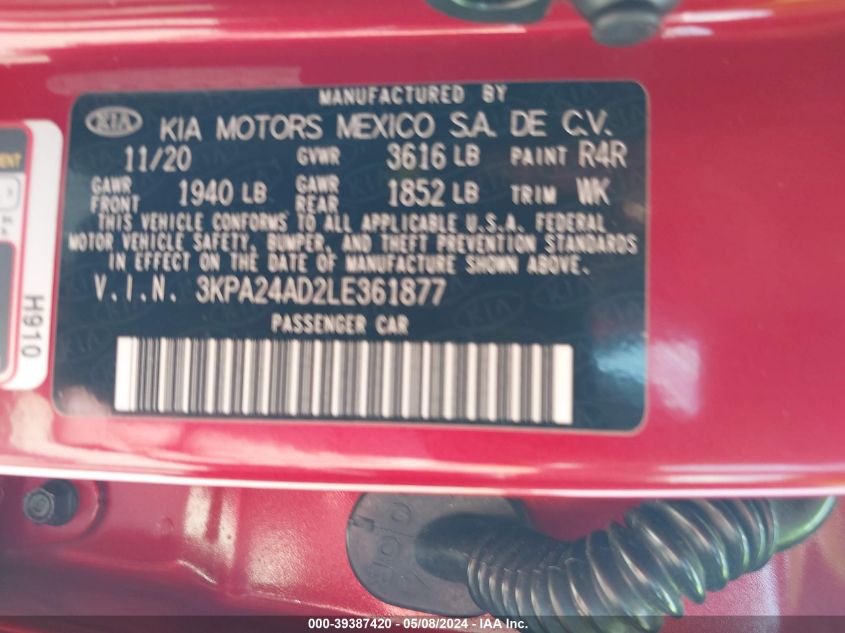 MANUFACTURED BY
KIA KIA MOTORS MEXICO S.A. DE C.V.
11/20 GVWR 3616 LB PAINT R4R
GAWR FRONT 1940 LB GAWR REAR 1852 LB TRIM WK
THIS VEHICLE CONFORMS TO ALL APPLICABLE U.S.A. FEDERAL
MOTOR VEHICLE SAFETY, BUMPER, AND THEFT PREVENTION STANDARDS
IN EFFECT ON THE DATE OF MANUFACTURE SHOWN ABOVE.
V.I.N. 3KPA24AD2LE361877
PASSENGER CAR
H910
000-39387420 - 05/08/2024 - IAA Inc.